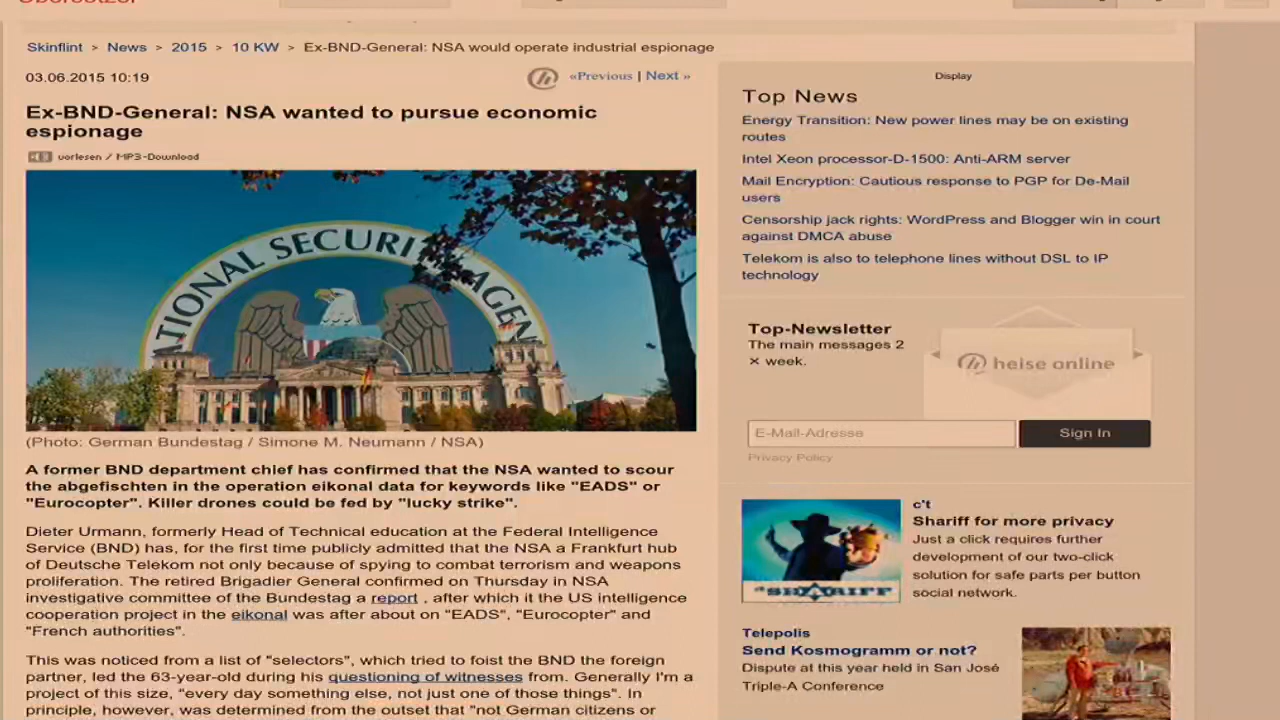 Skinflint > News > 2015 > 10 KW > Ex-BND-General: NSA would operate industrial espionage
03.06.2015 10:19
«Previous | Next »
Ex-BND-General: NSA wanted to pursue economic
espionage
vorlesen / MP3-Download
NATIONAL SECURITY AGEN
(Photo: German Bundestag / Simone M. Neumann / NSA)
A former BND department chief has confirmed that the NSA wanted to scour
the abgefischten in the operation eikonal data for keywords like "EADS" or
"Eurocopter". Killer drones could be fed by "lucky strike".
Dieter Urmann, formerly Head of Technical education at the Federal Intelligence
Service (BND) has, for the first time publicly admitted that the NSA a Frankfurt hub
of Deutsche Telekom not only because of spying to combat terrorism and weapons
proliferation. The retired Brigadier General confirmed on Thursday in NSA
investigative committee of the Bundestag a report , after which it the US intelligence
cooperation project in the eikonal was after about on "EADS", "Eurocopter" and
"French authorities".
This was noticed from a list of "selectors", which tried to foist the BND the foreign
partner, led the 63-year-old during his questioning of witnesses from. Generally I'm a
project of this size, "every day something else, not just one of those things". In
principle, however, was determined from the outset that "not German citizens or
Display
Top News
Energy Transition: New power lines may be on existing
routes
Intel Xeon processor-D-1500: Anti-ARM server
Mail Encryption: Cautious response to PGP for De-Mail
users
Censorship jack rights: WordPress and Blogger win in court
against DMCA abuse
Telekom is also to telephone lines without DSL to IP
technology
Top-Newsletter
The main messages 2
× week.
heise online
E-Mail-Adresse
Sign In
Privacy Policy
c't
Shariff for more privacy
Just a click requires further
development of our two-click
solution for safe parts per button
social network.
Telepolis
Send Kosmogramm or not?
Dispute at this year held in San José
Triple-A Conference